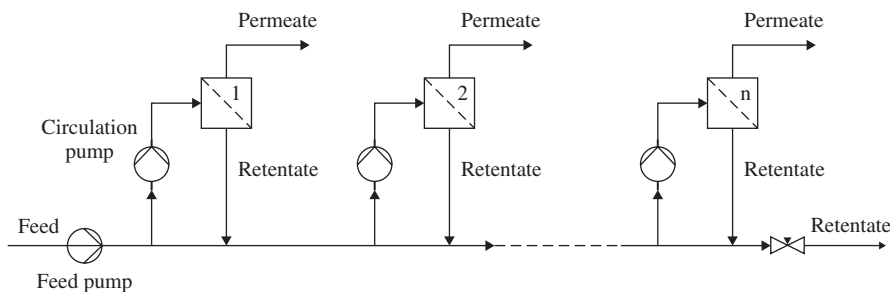 Permeate
Permeate
Permeate
1
2
n
Circulation
pump
Retentate
Retentate
Retentate
Feed
Retentate
Feed pump